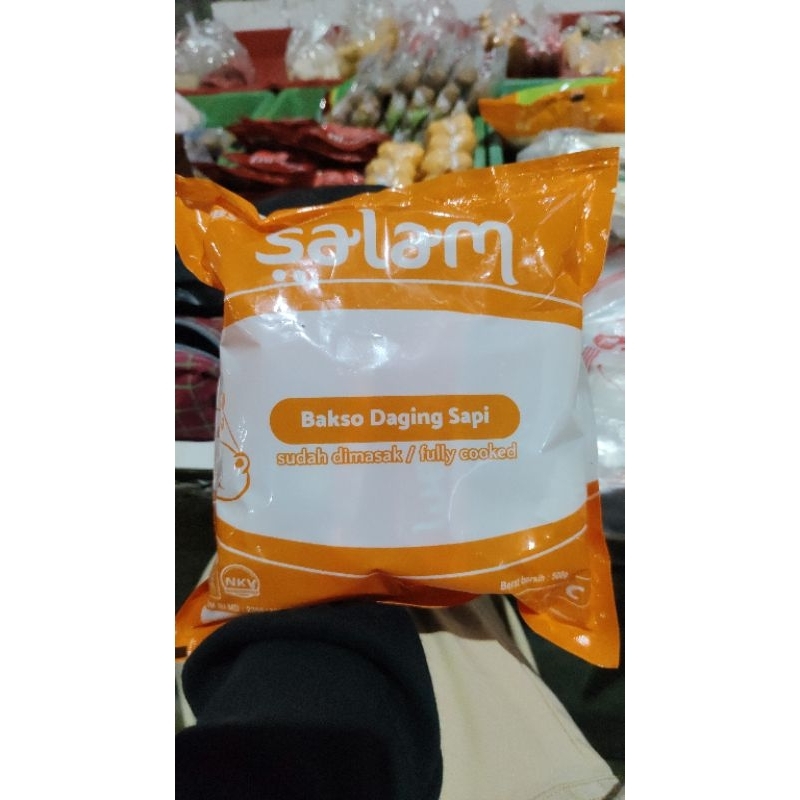 salam
Bakso Daging Sapi
sudah dimasak / fully cooked
NKV
Berat bersih : 500g